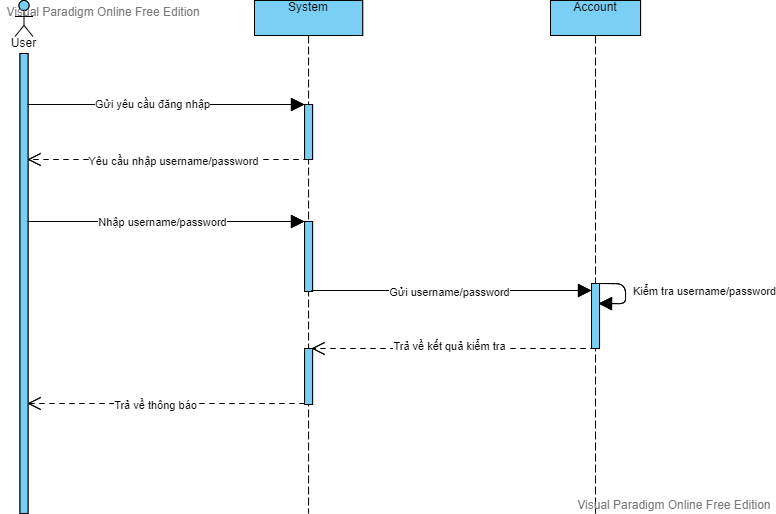 Visual Paradigm Online Free Edition
System
Account
User
Gửi yêu cầu đăng nhập
Yêu cầu nhập username/password
Nhập username/password
Gửi username/password
Kiểm tra username/password
Trả về kết quả kiểm tra
Trả về thông báo
Visual Paradigm Online Free Edition